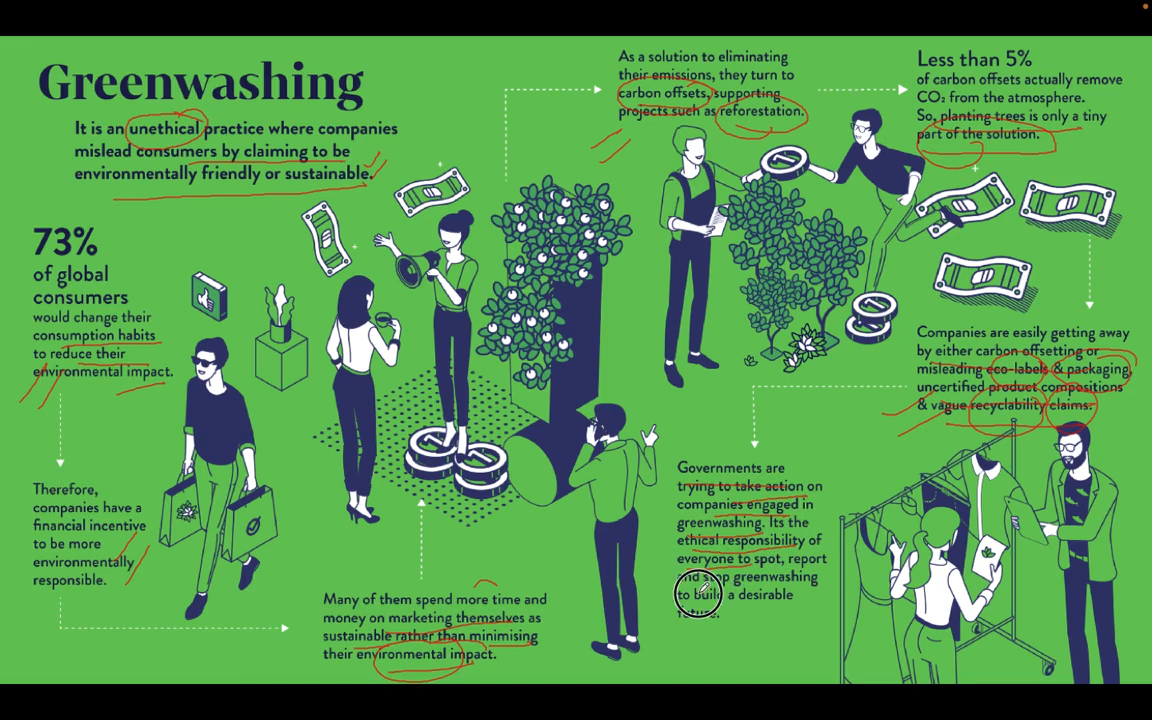 Greenwashing
It is an unethical practice where companies
mislead consumers by claiming to be
environmentally friendly or sustainable.
73%
of global
consumers
would change their
consumption habits
to reduce their
environmental impact.
Therefore,
companies have a
financial incentive
to be more
environmentally
responsible.
Many of them spend more time and
money on marketing themselves as
sustainable rather than minimising
their environmental impact.
As a solution to eliminating
their emissions, they turn to
carbon offsets, supporting
projects such as reforestation.
Less than 5%
of carbon offsets actually remove
CO₂ from the atmosphere.
So, planting trees is only a tiny
part of the solution.
Companies are easily getting away
by either carbon offsetting or
misleading eco-labels & packaging,
uncertified product compositions
& vague recyclability claims.
Governments are
trying to take action on
companies engaged in
greenwashing. Its the
ethical responsibility of
everyone to spot, report
and stop greenwashing
to build a desirable
future.